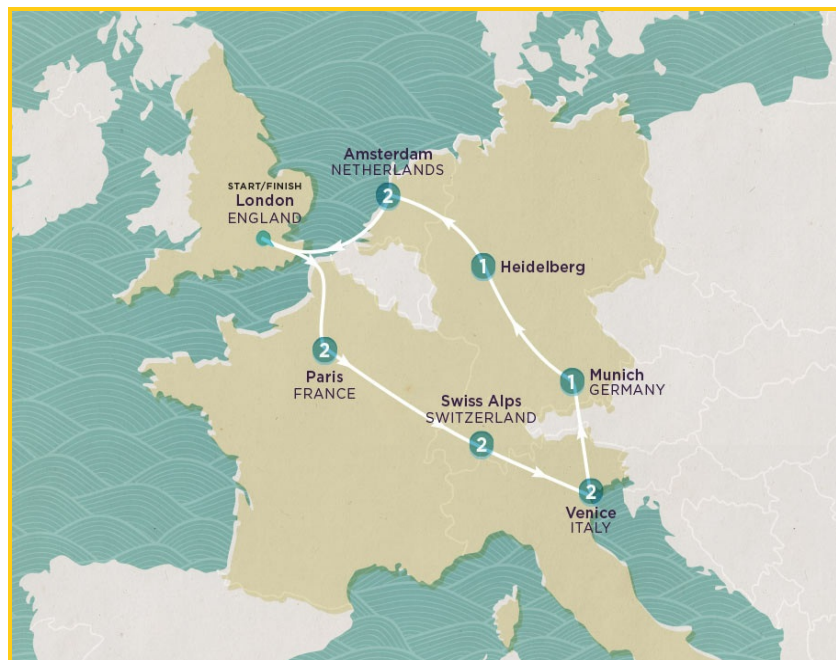 Amsterdam
NETHERLANDS
2
START/FINISH
London
ENGLAND
1
Heidelberg
2
Paris
FRANCE
1
Munich
GERMANY
Swiss Alps
SWITZERLAND
2
2
Venice
ITALY